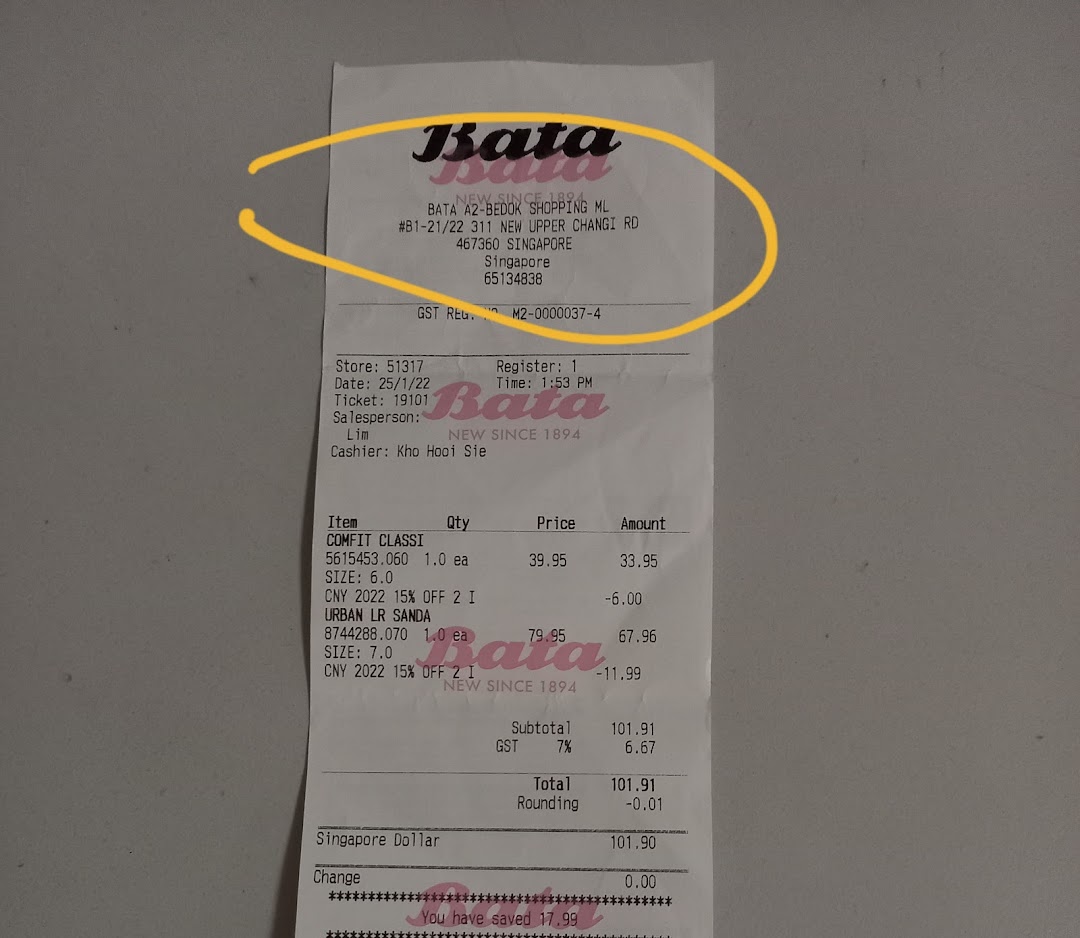 Bata
Bata
NEW SINCE 1894
BATA A2-BEDOK SHOPPING ML
#B1-21/22 311 NEW UPPER CHANGI RD
467360 SINGAPORE
Singapore
65134838
GST REG. NO. M2-0000037-4
Store: 51317 Register: 1
Date: 25/1/22 Time: 1:53 PM
Ticket: 19101
Bata
Salesperson:
Lim
NEW SINCE 1894
Cashier: Kho Hooi Sie
Item Qty Price Amount
COMFIT CLASSI
5615453.060 1.0 ea 39.95 33.95
SIZE: 6.0
CNY 2022 15% OFF 2 I -6.00
URBAN LR SANDA
8744288.070 1.0 ea 79.95 67.96
Bata
SIZE: 7.0
CNY 2022 15% OFF 2 I -11.99
NEW SINCE 1894
Subtotal 101.91
GST 7% 6.67
Total 101.91
Rounding -0.01
Singapore Dollar 101.90
Change 0.00
Bata
You have saved 17.99